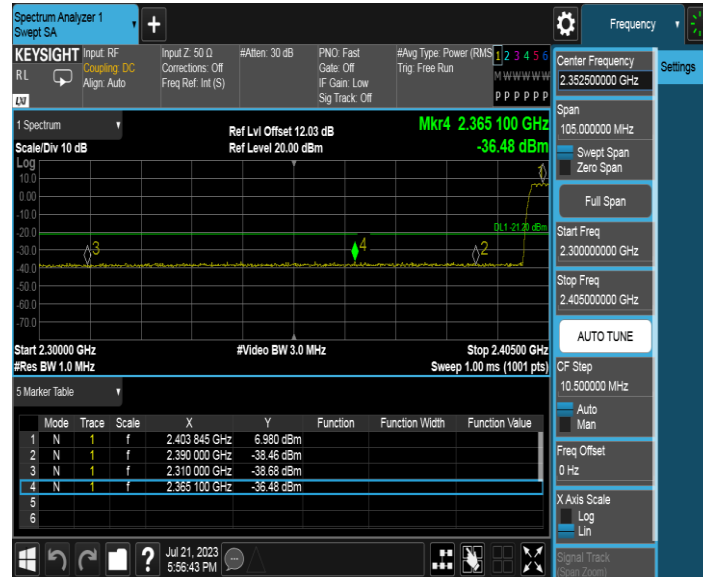 Spectrum Analyzer 1
Swept SA
+
Frequency
KEYSIGHT
RL
LXI
Input: RF
Coupling: DC
Align: Auto
Input Z: 50 Ω
Corrections: Off
Freq Ref: Int (S)
#Atten: 30 dB
PNO: Fast
Gate: Off
IF Gain: Low
Sig Track: Off
#Avg Type: Power (RMS
Trig: Free Run
1 2 3 4 5 6
M W W W W W
P P P P P P
1 Spectrum
Scale/Div 10 dB
Ref Lvl Offset 12.03 dB
Ref Level 20.00 dBm
Mkr4 2.365 100 GHz
-36.48 dBm
Log
10.0
0.00
-10.0
-20.0
-30.0
-40.0
-50.0
-60.0
-70.0
1
DL1 -21.20 dBm
3
4
2
Start 2.30000 GHz
#Res BW 1.0 MHz
#Video BW 3.0 MHz
Stop 2.40500 GHz
Sweep 1.00 ms (1001 pts)
5 Marker Table
Mode Trace Scale X Y Function Function Width Function Value
1 N 1 f 2.403 845 GHz 6.980 dBm
2 N 1 f 2.390 000 GHz -38.46 dBm
3 N 1 f 2.310 000 GHz -38.68 dBm
4 N 1 f 2.365 100 GHz -36.48 dBm
5
6
?
Jul 21, 2023
5:56:43 PM
Center Frequency
2.352500000 GHz
Settings
Span
105.000000 MHz
Swept Span
Zero Span
Full Span
Start Freq
2.300000000 GHz
Stop Freq
2.405000000 GHz
AUTO TUNE
CF Step
10.500000 MHz
Auto
Man
Freq Offset
0 Hz
X Axis Scale
Log
Lin
Signal Track
(Span Zoom)